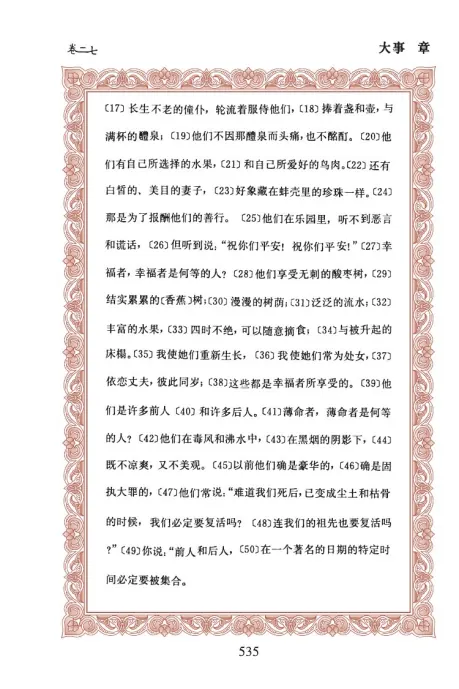 卷二七
大事　章
〔17〕长生不老的僮仆，轮流着服侍他们，〔18〕捧着盏和壶，与
满杯的醴泉；〔19〕他们不因那醴泉而头痛，也不酩酊。〔20〕他
们有自己所选择的水果，〔21〕和自己所爱好的鸟肉。〔22〕还有
白皙的、美目的妻子，〔23〕好象藏在蚌壳里的珍珠一样。〔24〕
那是为了报酬他们的善行。〔25〕他们在乐园里，听不到恶言
和谎话，〔26〕但听到说：“祝你们平安！祝你们平安！”〔27〕幸
福者，幸福者是何等的人？〔28〕他们享受无刺的酸枣树，〔29〕
结实累累的〔香蕉〕树；〔30〕漫漫的树荫；〔31〕泛泛的流水；〔32〕
丰富的水果，〔33〕四时不绝，可以随意摘食；〔34〕与被升起的
床榻。〔35〕我使她们重新生长，〔36〕我使她们常为处女，〔37〕
依恋丈夫，彼此同岁；〔38〕这些都是幸福者所享受的。〔39〕他
们是许多前人〔40〕和许多后人。〔41〕薄命者，薄命者是何等
的人？〔42〕他们在毒风和沸水中，〔43〕在黑烟的阴影下，〔44〕
既不凉爽，又不美观。〔45〕以前他们确是豪华的，〔46〕确是固
执大罪的，〔47〕他们常说：“难道我们死后，已变成尘土和枯骨
的时候，我们必定要复活吗？〔48〕连我们的祖先也要复活吗
？”〔49〕你说：“前人和后人，〔50〕在一个著名的日期的特定时
间必定要被集合。
535